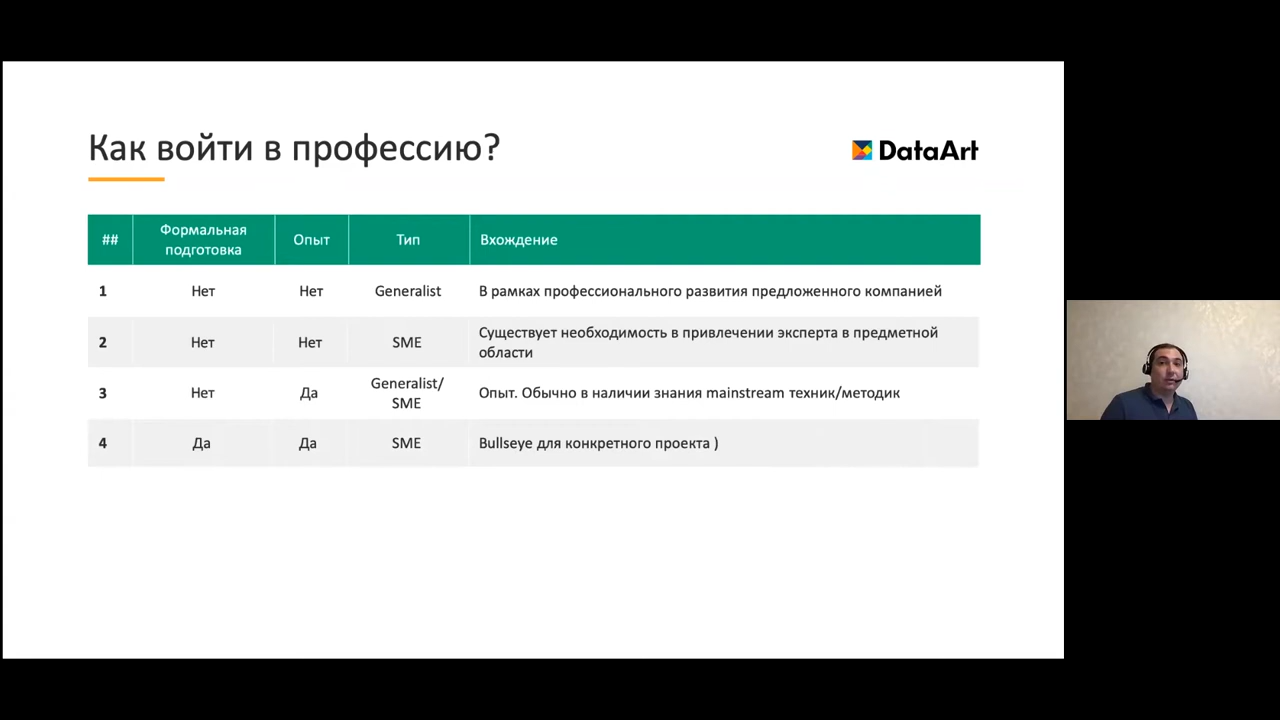 Как войти в профессию?
DataArt
## Формальная подготовка Опыт Тип Вхождение
1 Нет Нет Generalist В рамках профессионального развития предложенного компанией
2 Нет Нет SME Существует необходимость в привлечении эксперта в предметной области
3 Нет Да Generalist/ SME Опыт. Обычно в наличии знания mainstream техник/методик
4 Да Да SME Bullseye для конкретного проекта )